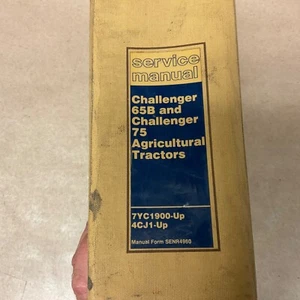 service
manual
Challenger
65B and
Challenger
75
Agricultural
Tractors
7YC1900-Up
4CJ1-Up
Manual Form SENR4960